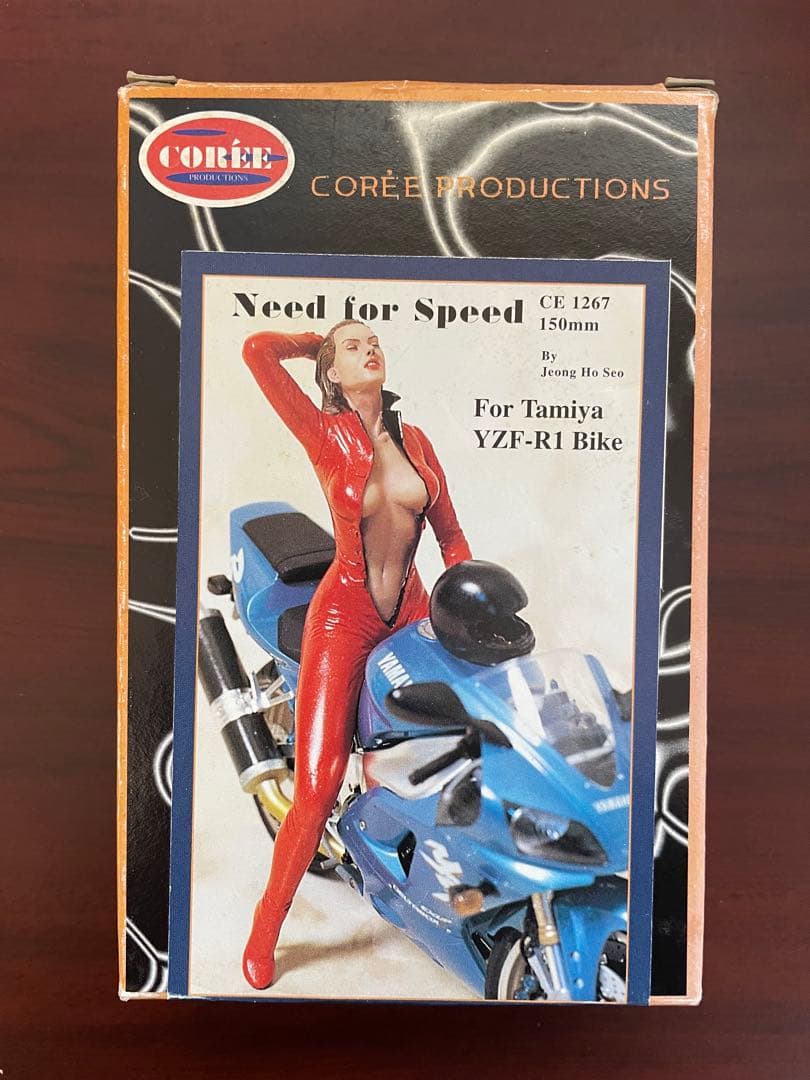 CORÉE
PRODUCTIONS
CORÉE PRODUCTIONS
Need for Speed
CE 1267
150mm
By
Jeong Ho Seo
For Tamiya
YZF-R1 Bike
YAMAHA